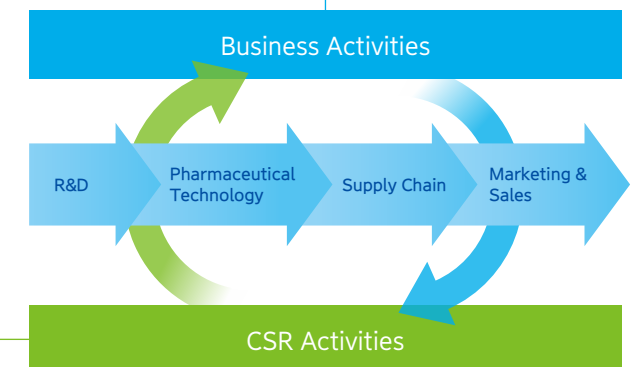 Business Activities
R&D
Pharmaceutical
Technology
Supply Chain
Marketing &
Sales
CSR Activities